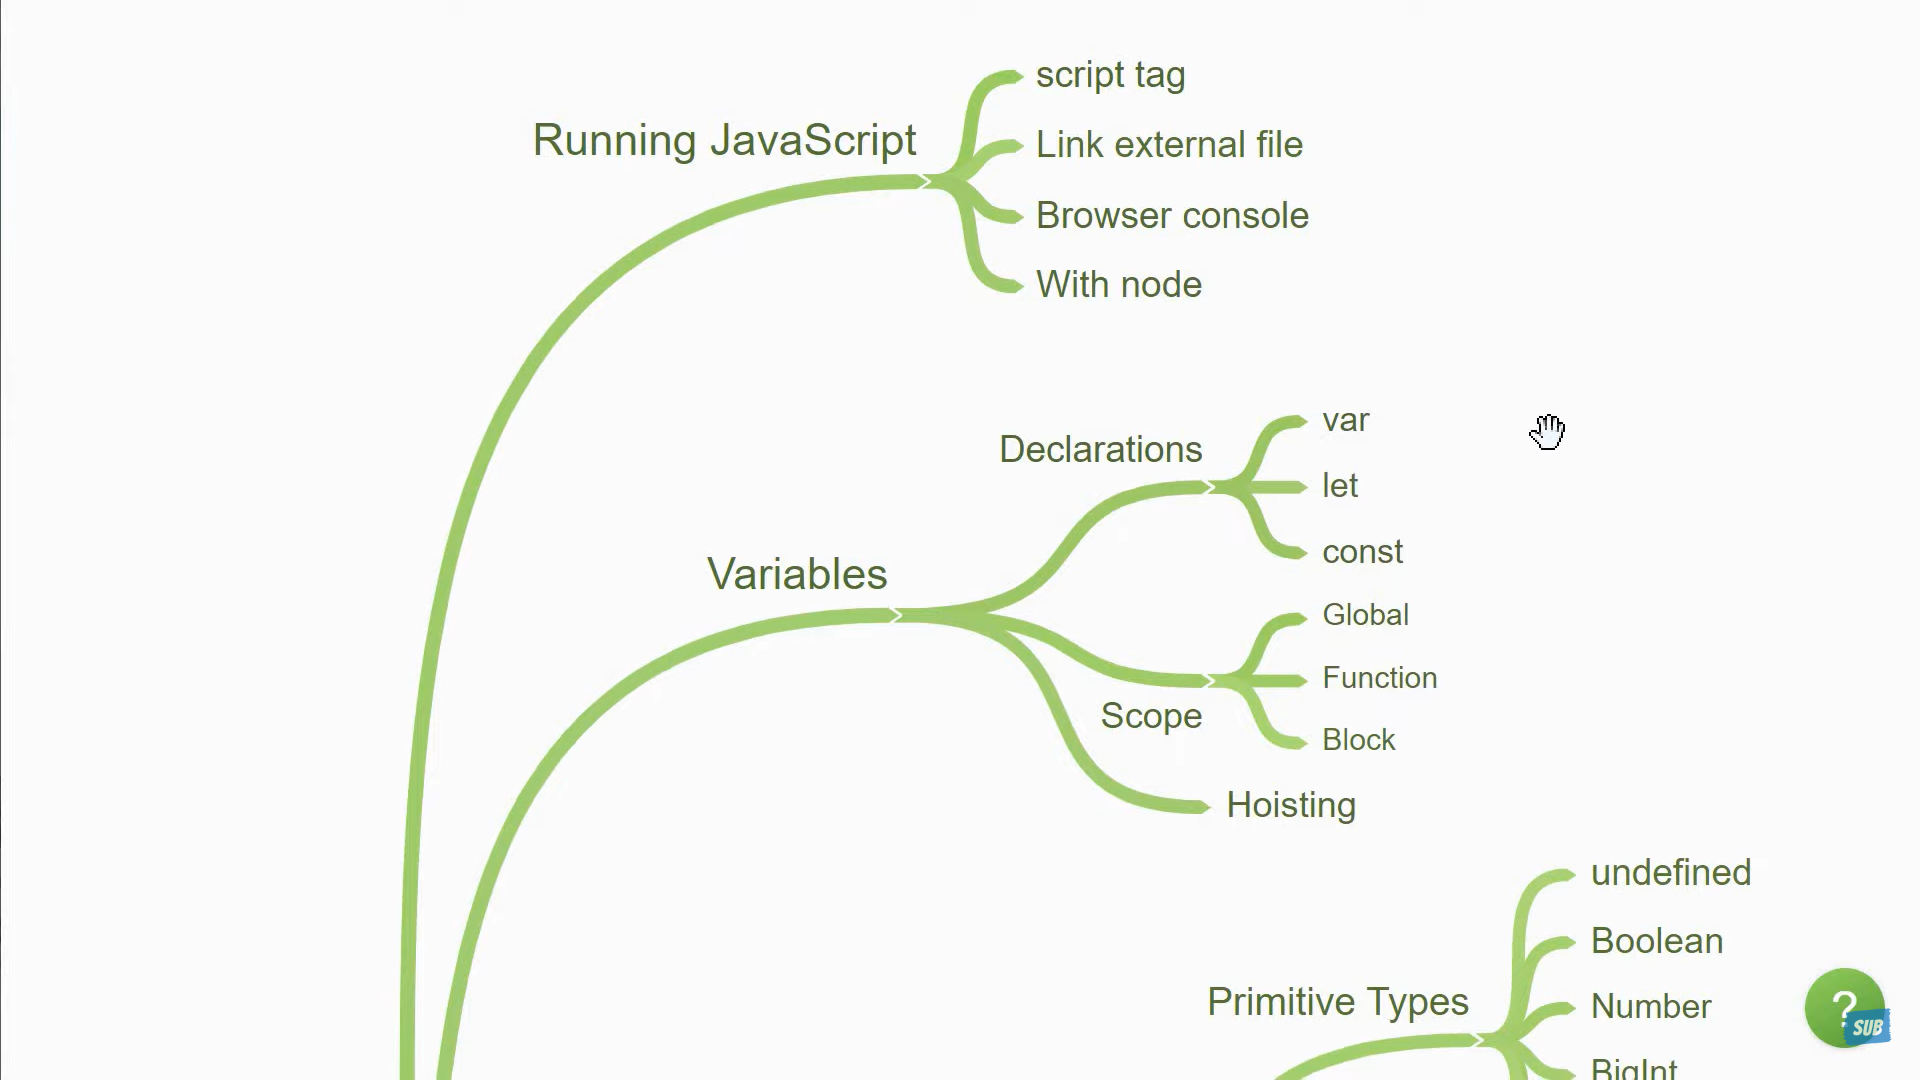 script tag
Running JavaScript
Link external file
Browser console
With node
var
Declarations
let
const
Variables
Global
Function
Scope
Block
Hoisting
undefined
Boolean
Primitive Types
Number
BigInt
?
SUB